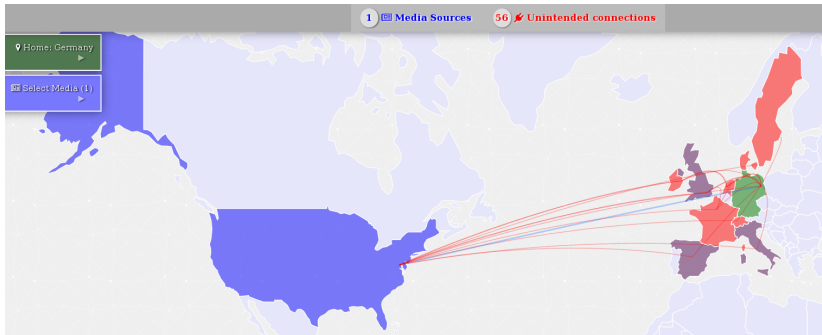 1 Media Sources
56 Unintended connections
Home: Germany
Select Media (1)